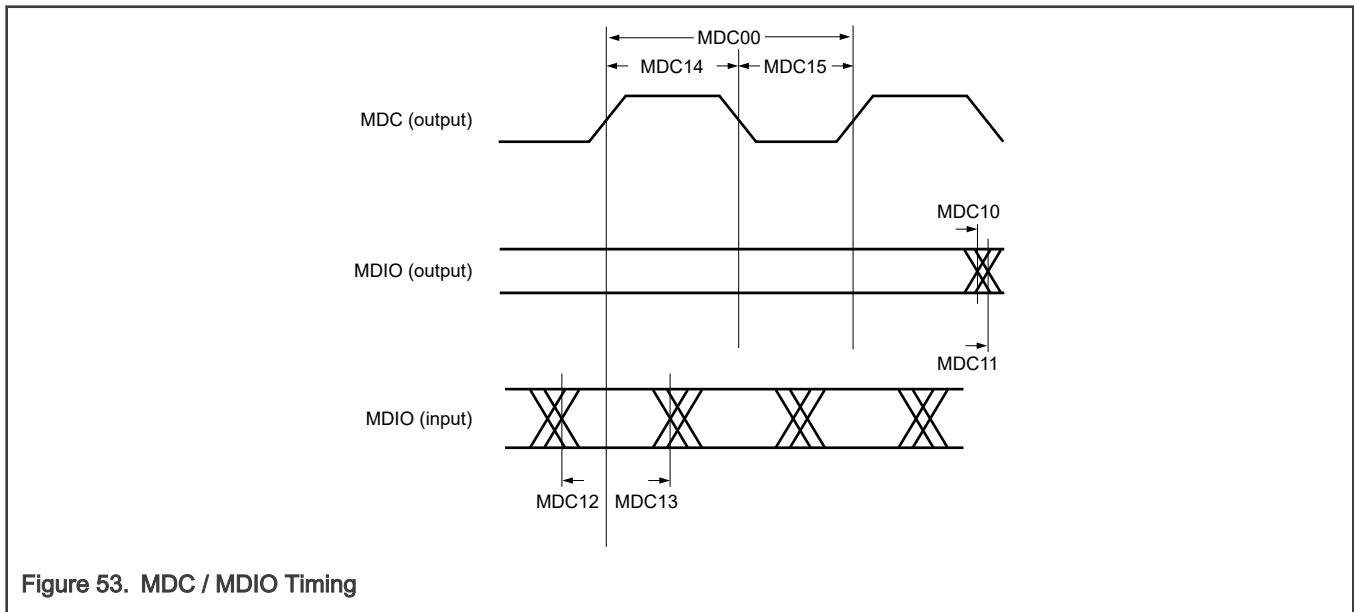 MDC00
MDC14 MDC15
MDC (output)
MDC10
MDIO (output)
MDC11
MDIO (input)
MDC12 MDC13
Figure 53. MDC / MDIO Timing